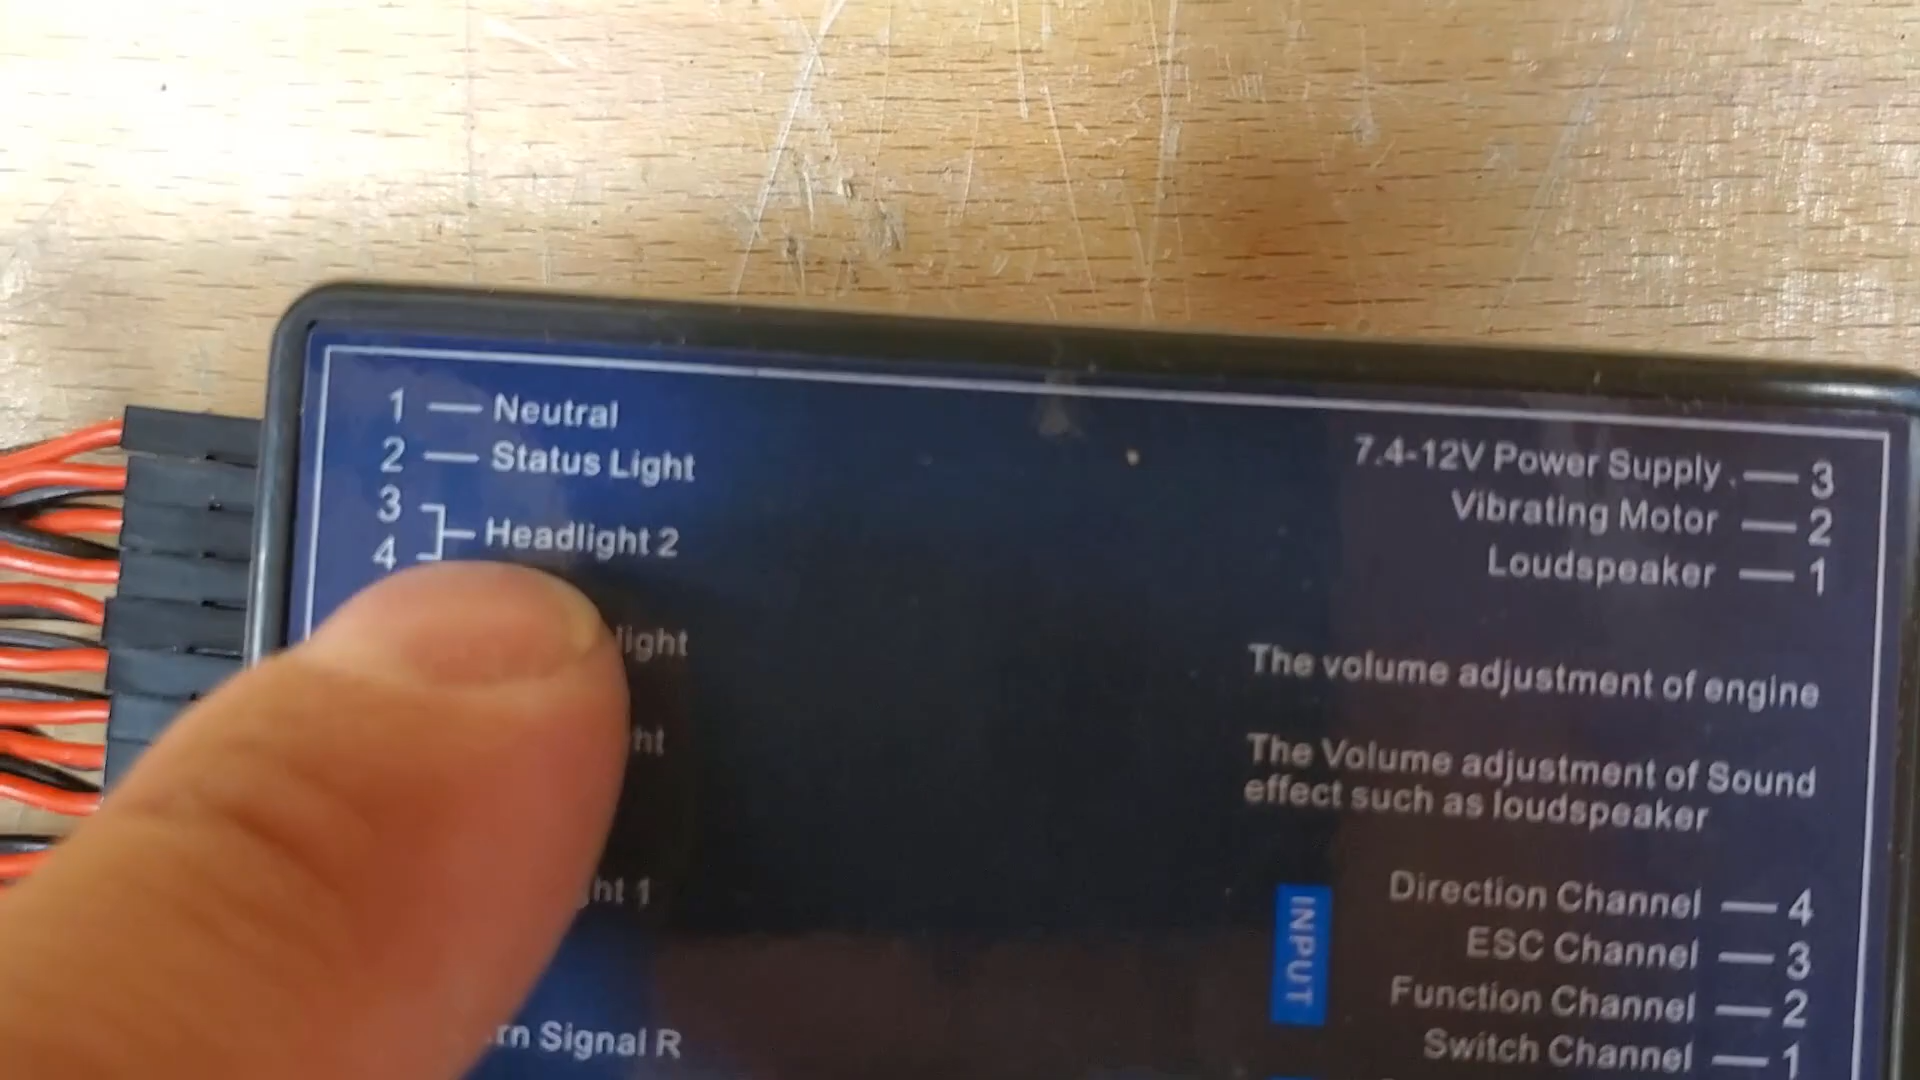 1 — Neutral
2 — Status Light
3
4
Headlight 2
light
ht
ht 1
rn Signal R
7.4-12V Power Supply — 3
Vibrating Motor — 2
Loudspeaker — 1
The volume adjustment of engine
The Volume adjustment of Sound
effect such as loudspeaker
INPUT
Direction Channel — 4
ESC Channel — 3
Function Channel — 2
Switch Channel — 1